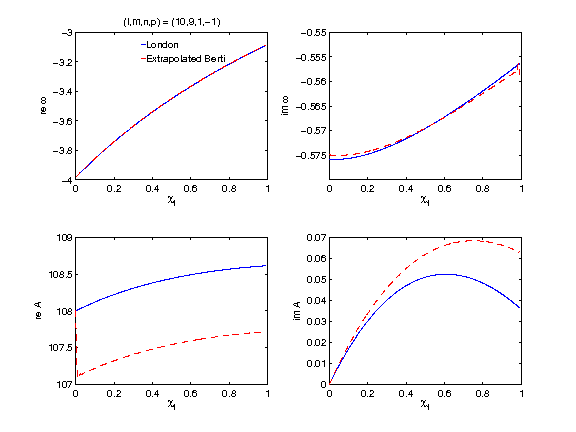 (l,m,n,p) = (10,9,1,−1)
London
Extrapolated Berti
re ω
−3
−3.2
−3.4
−3.6
−3.8
−4
0 0.2 0.4 0.6 0.8 1
χf
im ω
−0.55
−0.555
−0.56
−0.565
−0.57
−0.575
0 0.2 0.4 0.6 0.8 1
χf
re A
109
108.5
108
107.5
107
0 0.2 0.4 0.6 0.8 1
χf
im A
0.07
0.06
0.05
0.04
0.03
0.02
0.01
0
0 0.2 0.4 0.6 0.8 1
χf